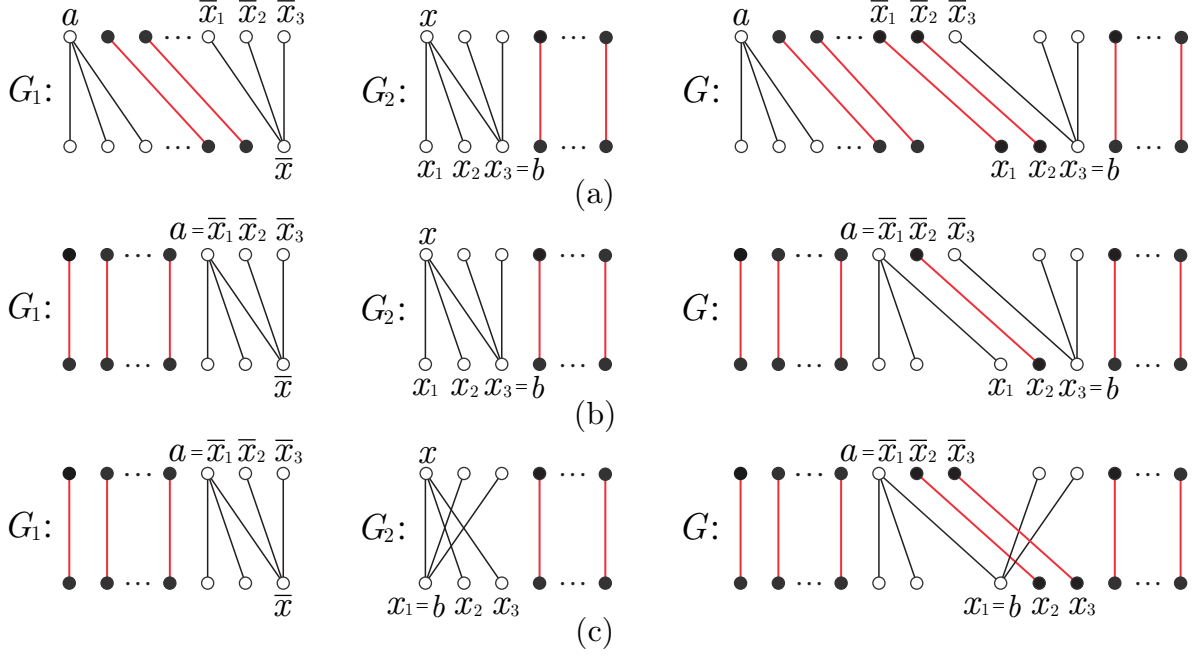 a x̅₁ x̅₂ x̅₃ x a x̅₁ x̅₂ x̅₃
G₁: ··· G₂: ··· G: ··· ···
··· x̅ x₁ x₂ x₃=b ··· ··· x₁ x₂ x₃=b ···
(a)
a=x̅₁ x̅₂ x̅₃ x a=x̅₁ x̅₂ x̅₃
G₁: ··· G₂: ··· G: ··· ···
··· x̅ x₁ x₂ x₃=b ··· ··· x₁ x₂ x₃=b ···
(b)
a=x̅₁ x̅₂ x̅₃ x a=x̅₁ x̅₂ x̅₃
G₁: ··· G₂: ··· G: ··· ···
··· x̅ x₁=b x₂ x₃ ··· ··· x₁=b x₂ x₃ ···
(c)